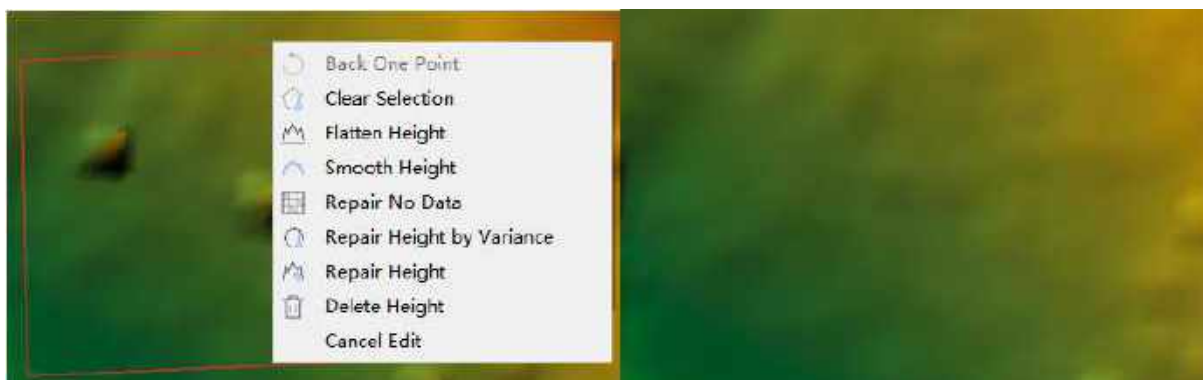 Back One Point
Clear Selection
Flatten Height
Smooth Height
Repair No Data
Repair Height by Variance
Repair Height
Delete Height
Cancel Edit